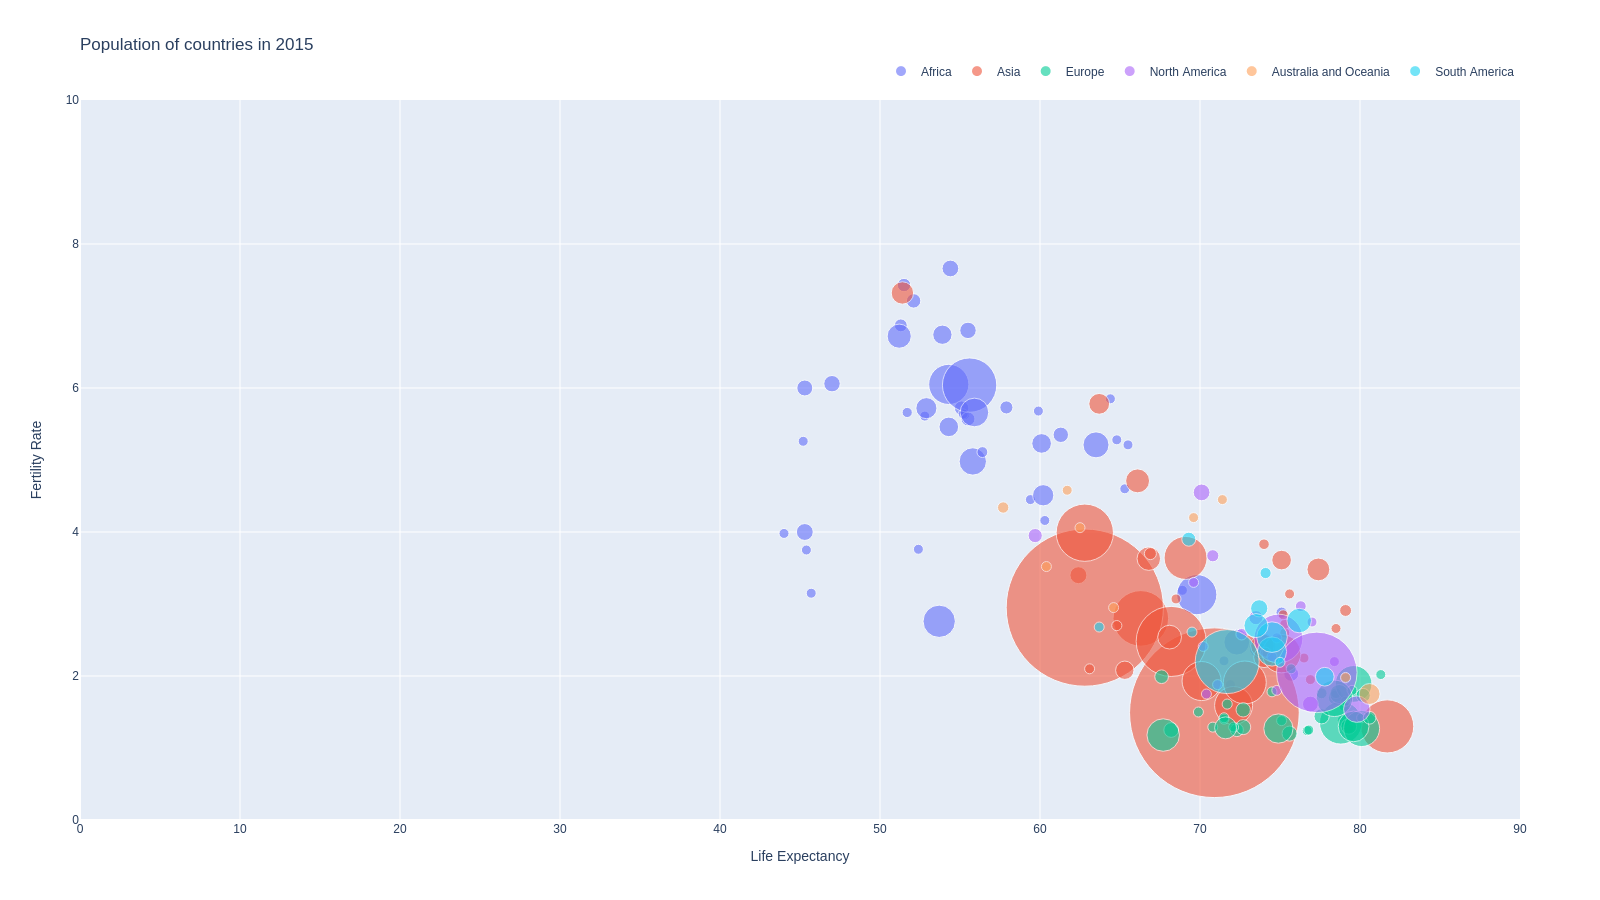 Population of countries in 2015
Africa Asia Europe North America Australia and Oceania South America
10
8
6
4
2
0
Fertility Rate
0 10 20 30 40 50 60 70 80 90
Life Expectancy